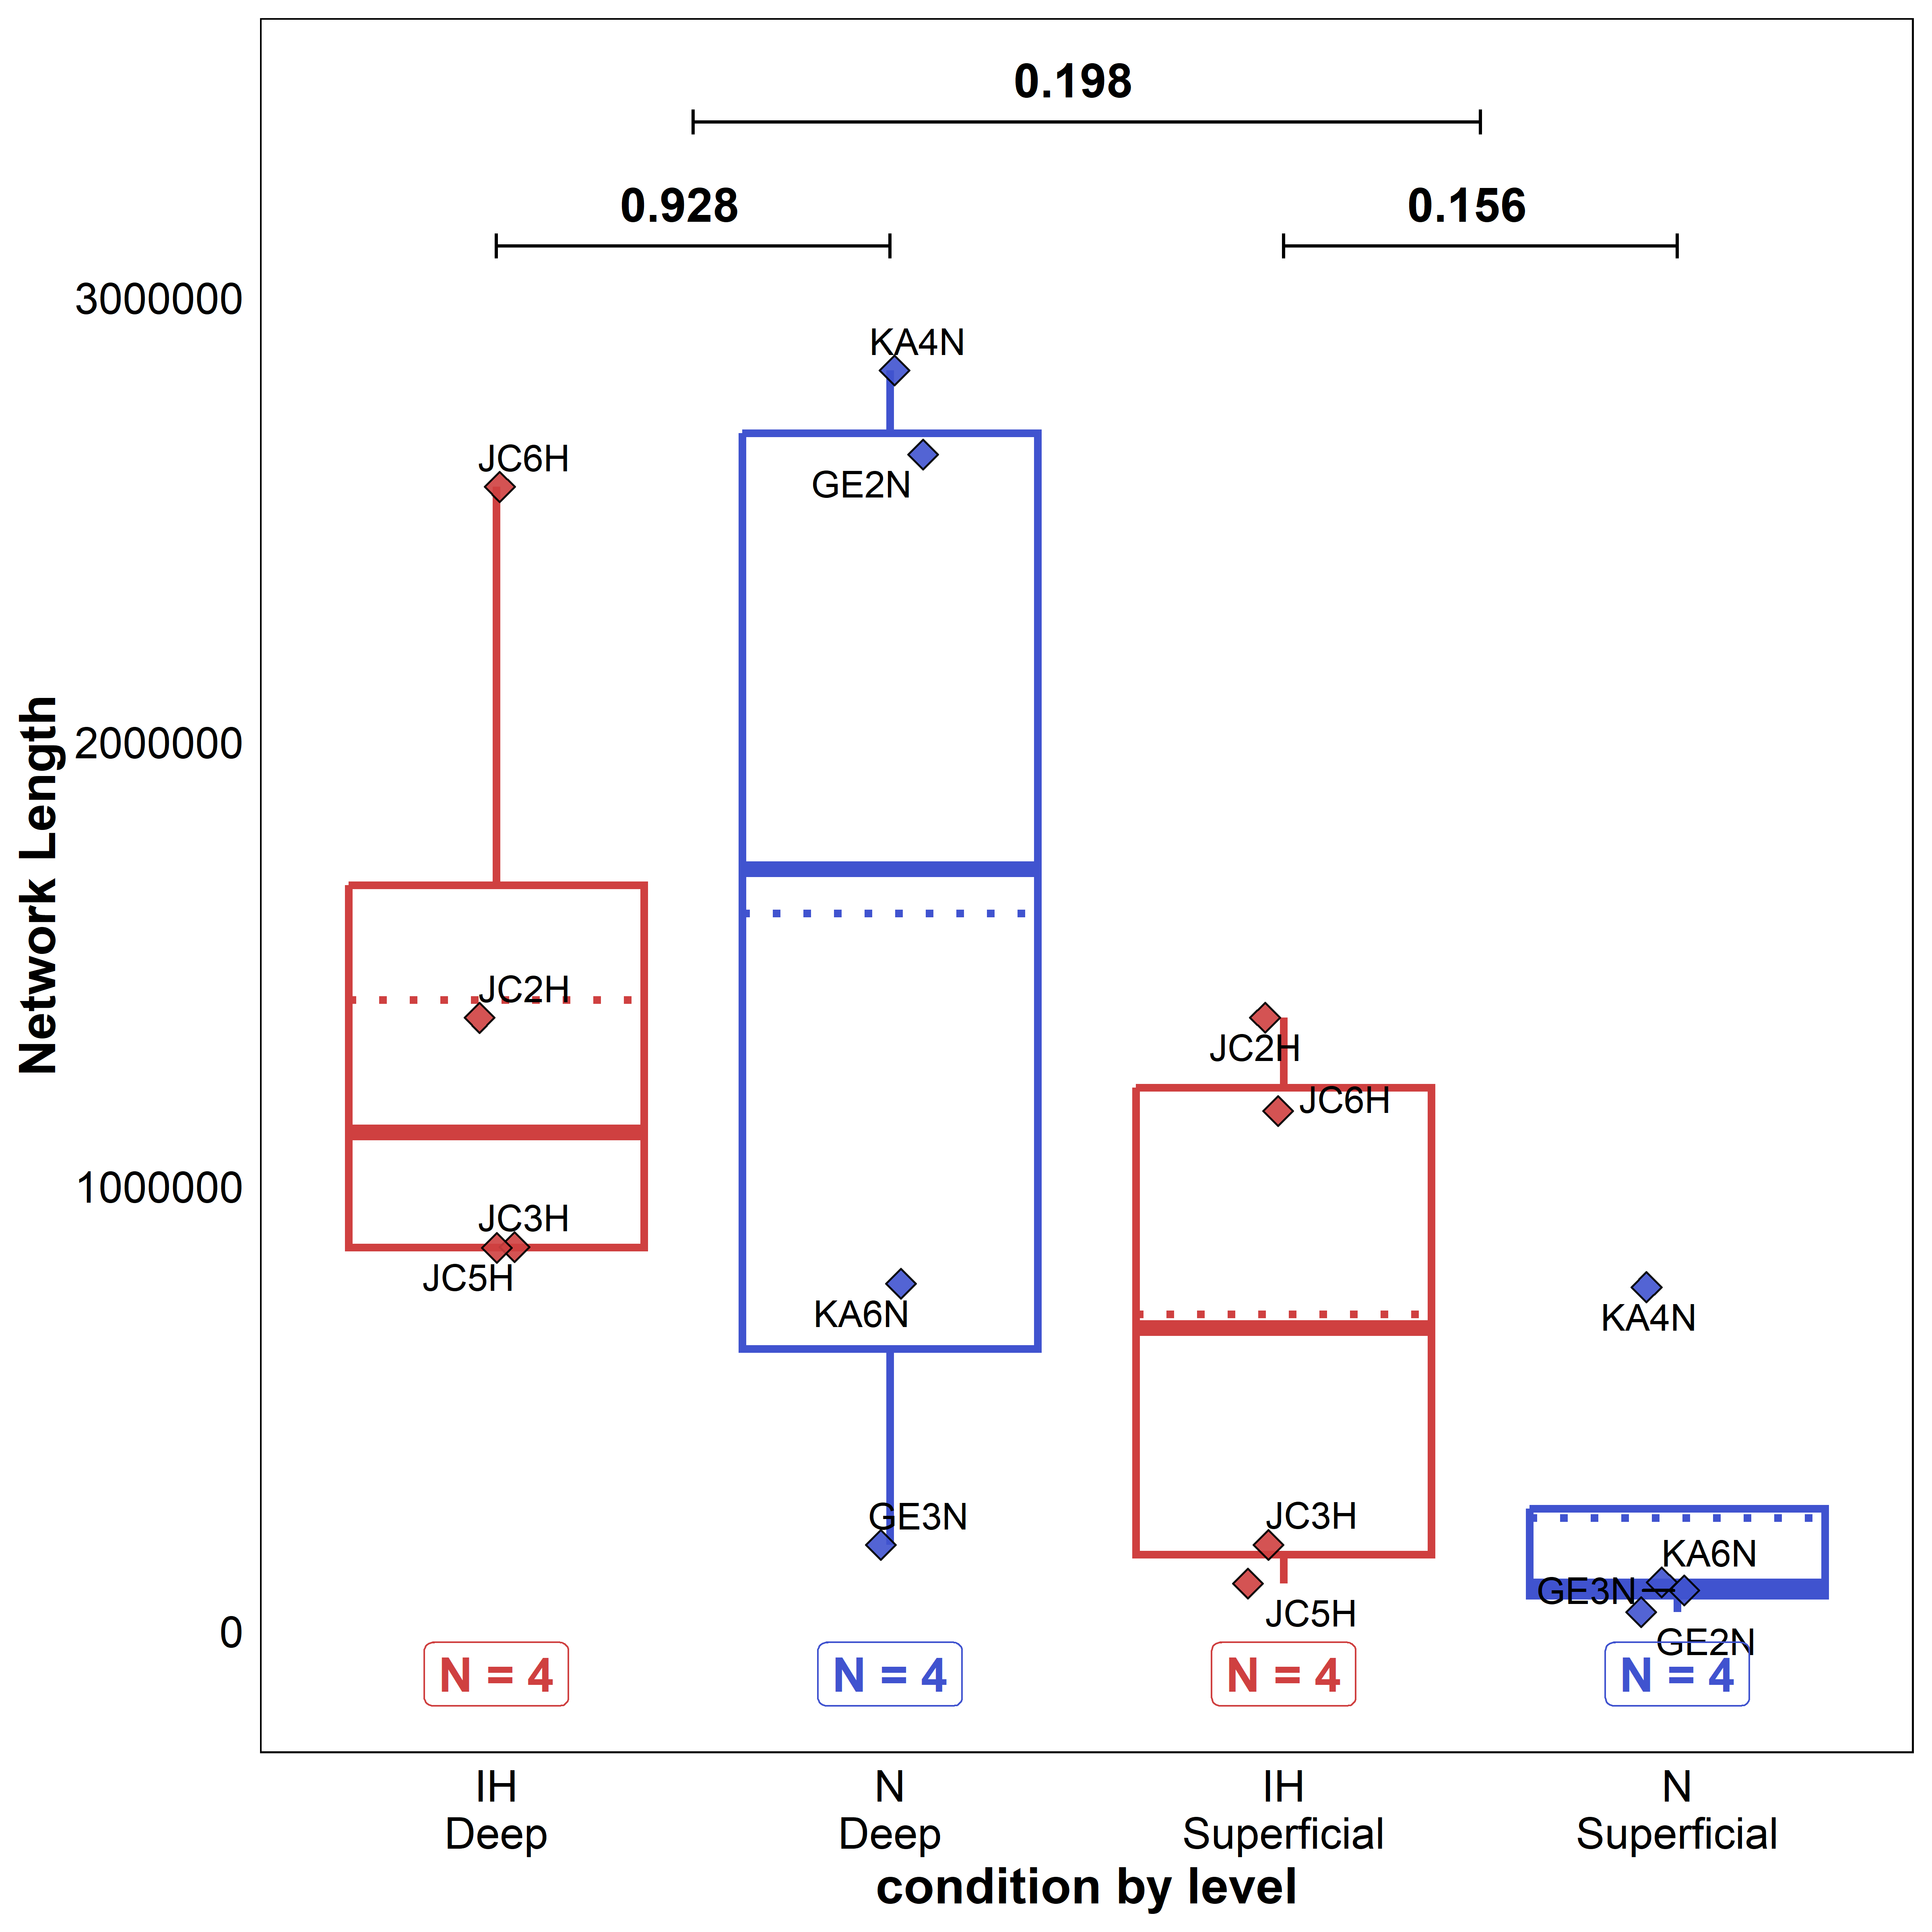 0.198
0.928
0.156
3000000
2000000
1000000
0
Network Length
KA4N
JC6H
GE2N
JC2H
JC2H
JC6H
JC3H
JC5H
KA6N
KA4N
GE3N
JC3H
KA6N
GE3N
JC5H
GE2N
N = 4
N = 4
N = 4
N = 4
IH
Deep
N
Deep
IH
Superficial
N
Superficial
condition by level